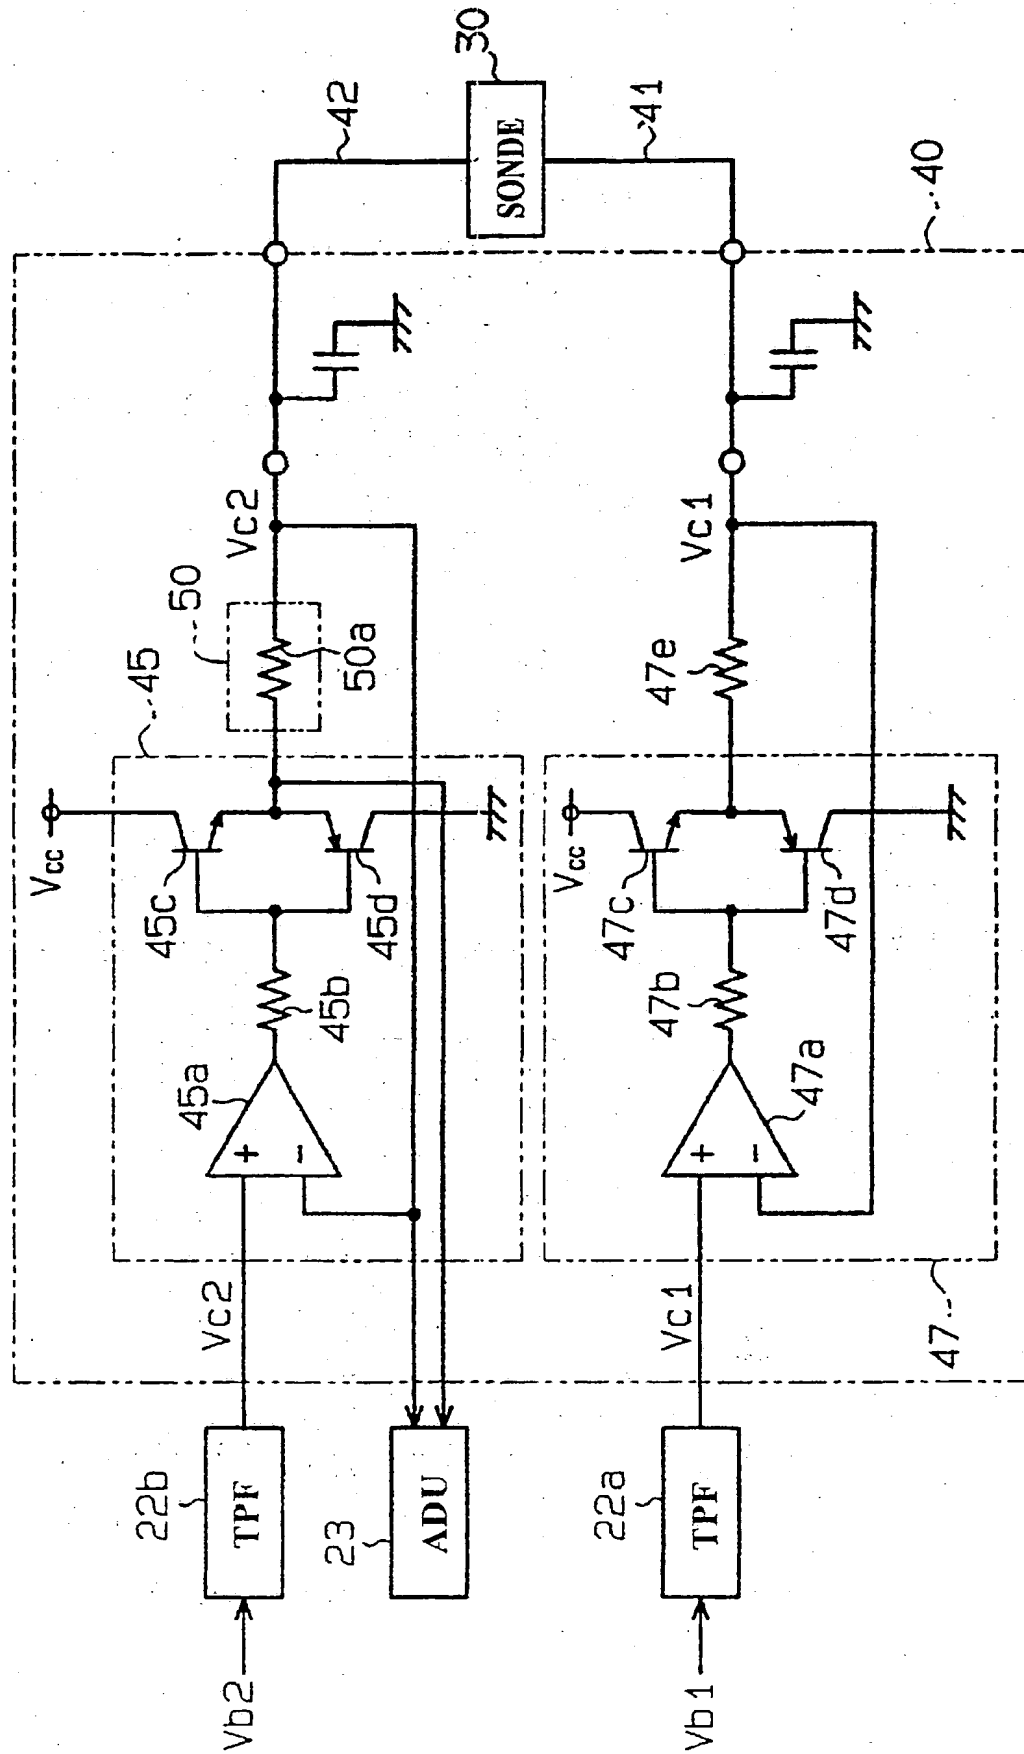 Vb2
22b
TPF
Vc2
45a
45b
45c
Vcc
45d
45
50
50a
Vc2
42
30
SONDE
41
40
23
ADU
Vb1
22a
TPF
Vc1
47a
47b
47c
Vcc
47d
47e
Vc1
47
+
−
+
−